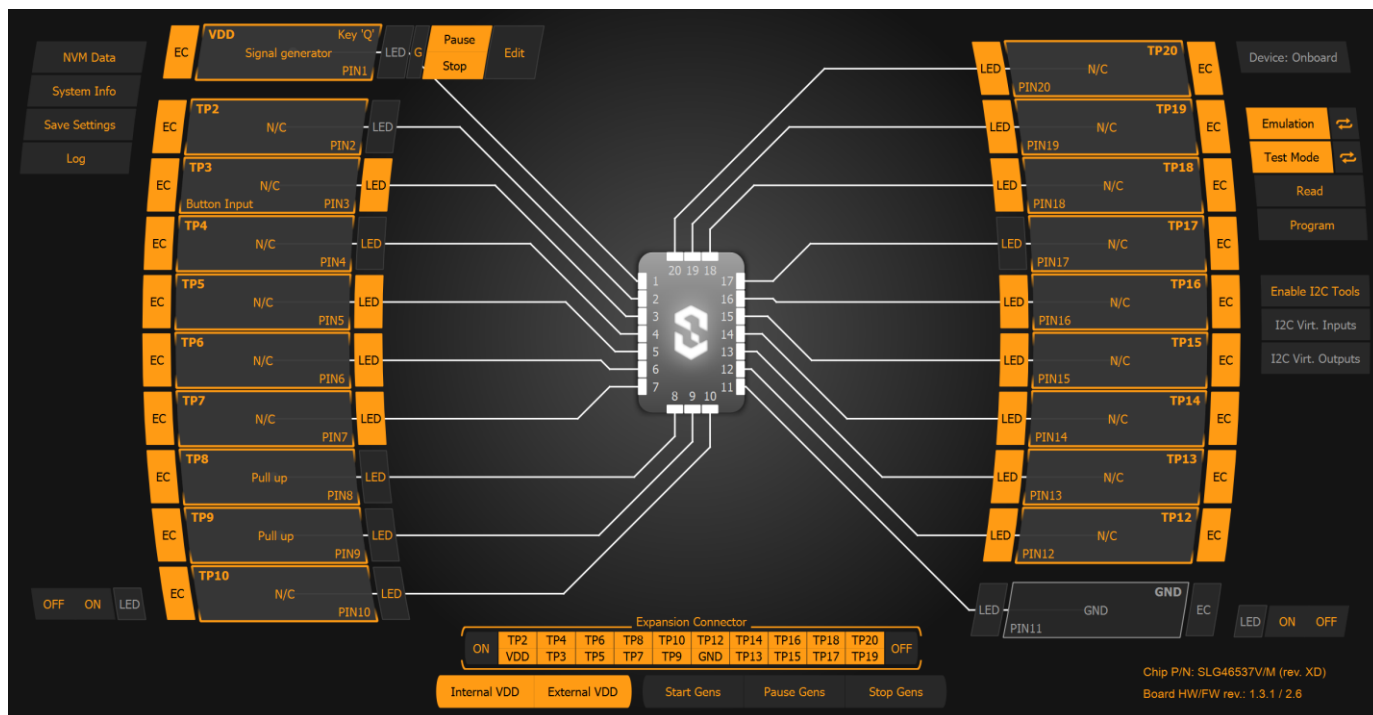 NVM Data
System Info
Save Settings
Log
EC
VDD
Key 'Q'
Signal generator
PIN1
LED
G
Pause
Stop
Edit
EC
TP2
N/C
PIN2
LED
EC
TP3
N/C
Button Input
PIN3
LED
EC
TP4
N/C
PIN4
LED
EC
TP5
N/C
PIN5
LED
EC
TP6
N/C
PIN6
LED
EC
TP7
N/C
PIN7
LED
EC
TP8
Pull up
PIN8
LED
EC
TP9
Pull up
PIN9
LED
EC
TP10
N/C
PIN10
LED
OFF ON LED
20 19 18
1 17
2 16
3 15
4 14
5 13
6 12
7 11
8 9 10
LED
TP20
N/C
PIN20
EC
LED
TP19
N/C
PIN19
EC
LED
TP18
N/C
PIN18
EC
LED
TP17
N/C
PIN17
EC
LED
TP16
N/C
PIN16
EC
LED
TP15
N/C
PIN15
EC
LED
TP14
N/C
PIN14
EC
LED
TP13
N/C
PIN13
EC
LED
TP12
N/C
PIN12
EC
LED
GND
GND
PIN11
EC
Device: Onboard
Emulation
Test Mode
Read
Program
Enable I2C Tools
I2C Virt. Inputs
I2C Virt. Outputs
LED ON OFF
Expansion Connector
ON
TP2 TP4 TP6 TP8 TP10 TP12 TP14 TP16 TP18 TP20
VDD TP3 TP5 TP7 TP9 GND TP13 TP15 TP17 TP19
OFF
Internal VDD External VDD
Start Gens Pause Gens Stop Gens
Chip P/N: SLG46537V/M (rev. XD)
Board HW/FW rev.: 1.3.1 / 2.6